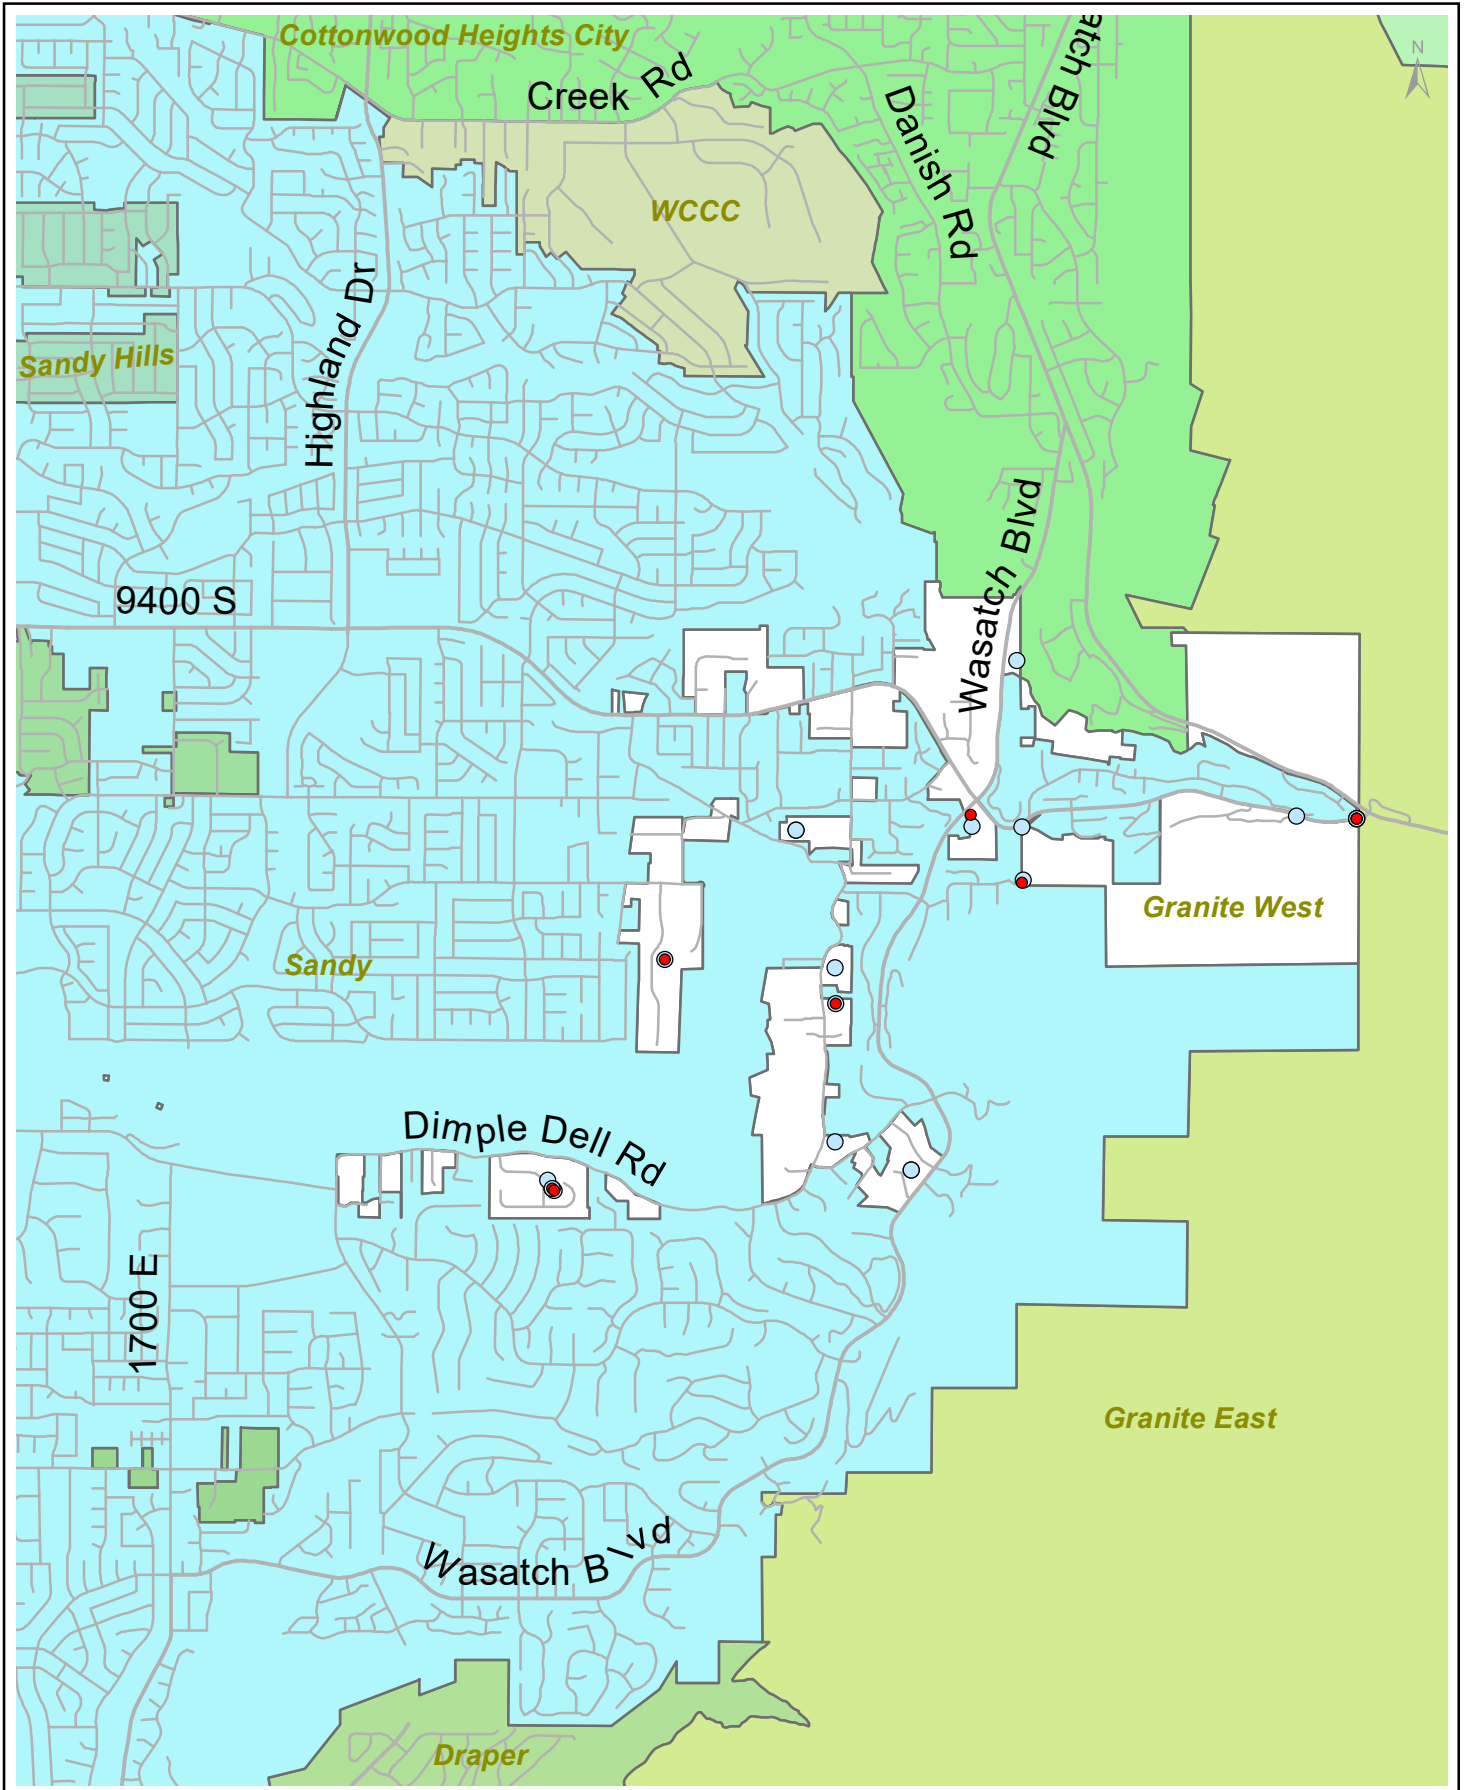 Cottonwood Heights City
N
Creek Rd
atch Blvd
Danish Rd
WCCC
Highland Dr
Sandy Hills
Wasatch Blvd
9400 S
Granite West
Sandy
Dimple Dell Rd
1700 E
Granite East
Wasatch Blvd
Draper